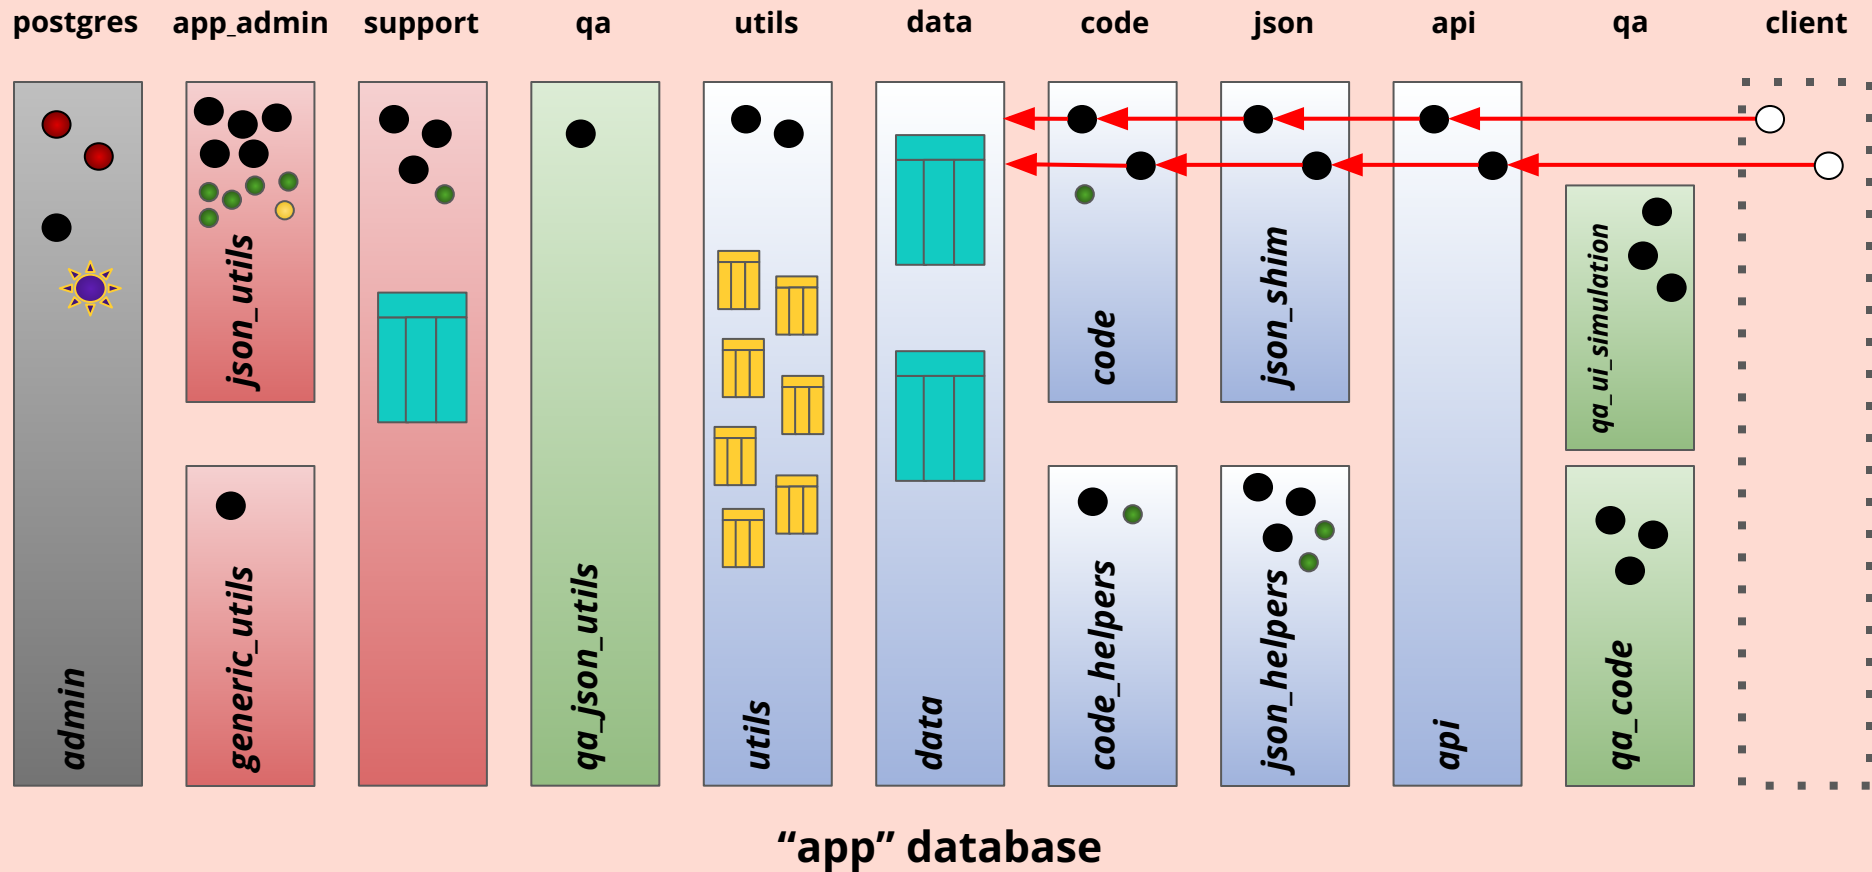 postgres app_admin support qa utils data code json api qa client
json_utils
code
json_shim
qa_ui_simulation
admin
generic_utils
qa_json_utils
utils
data
code_helpers
json_helpers
api
qa_code
“app” database